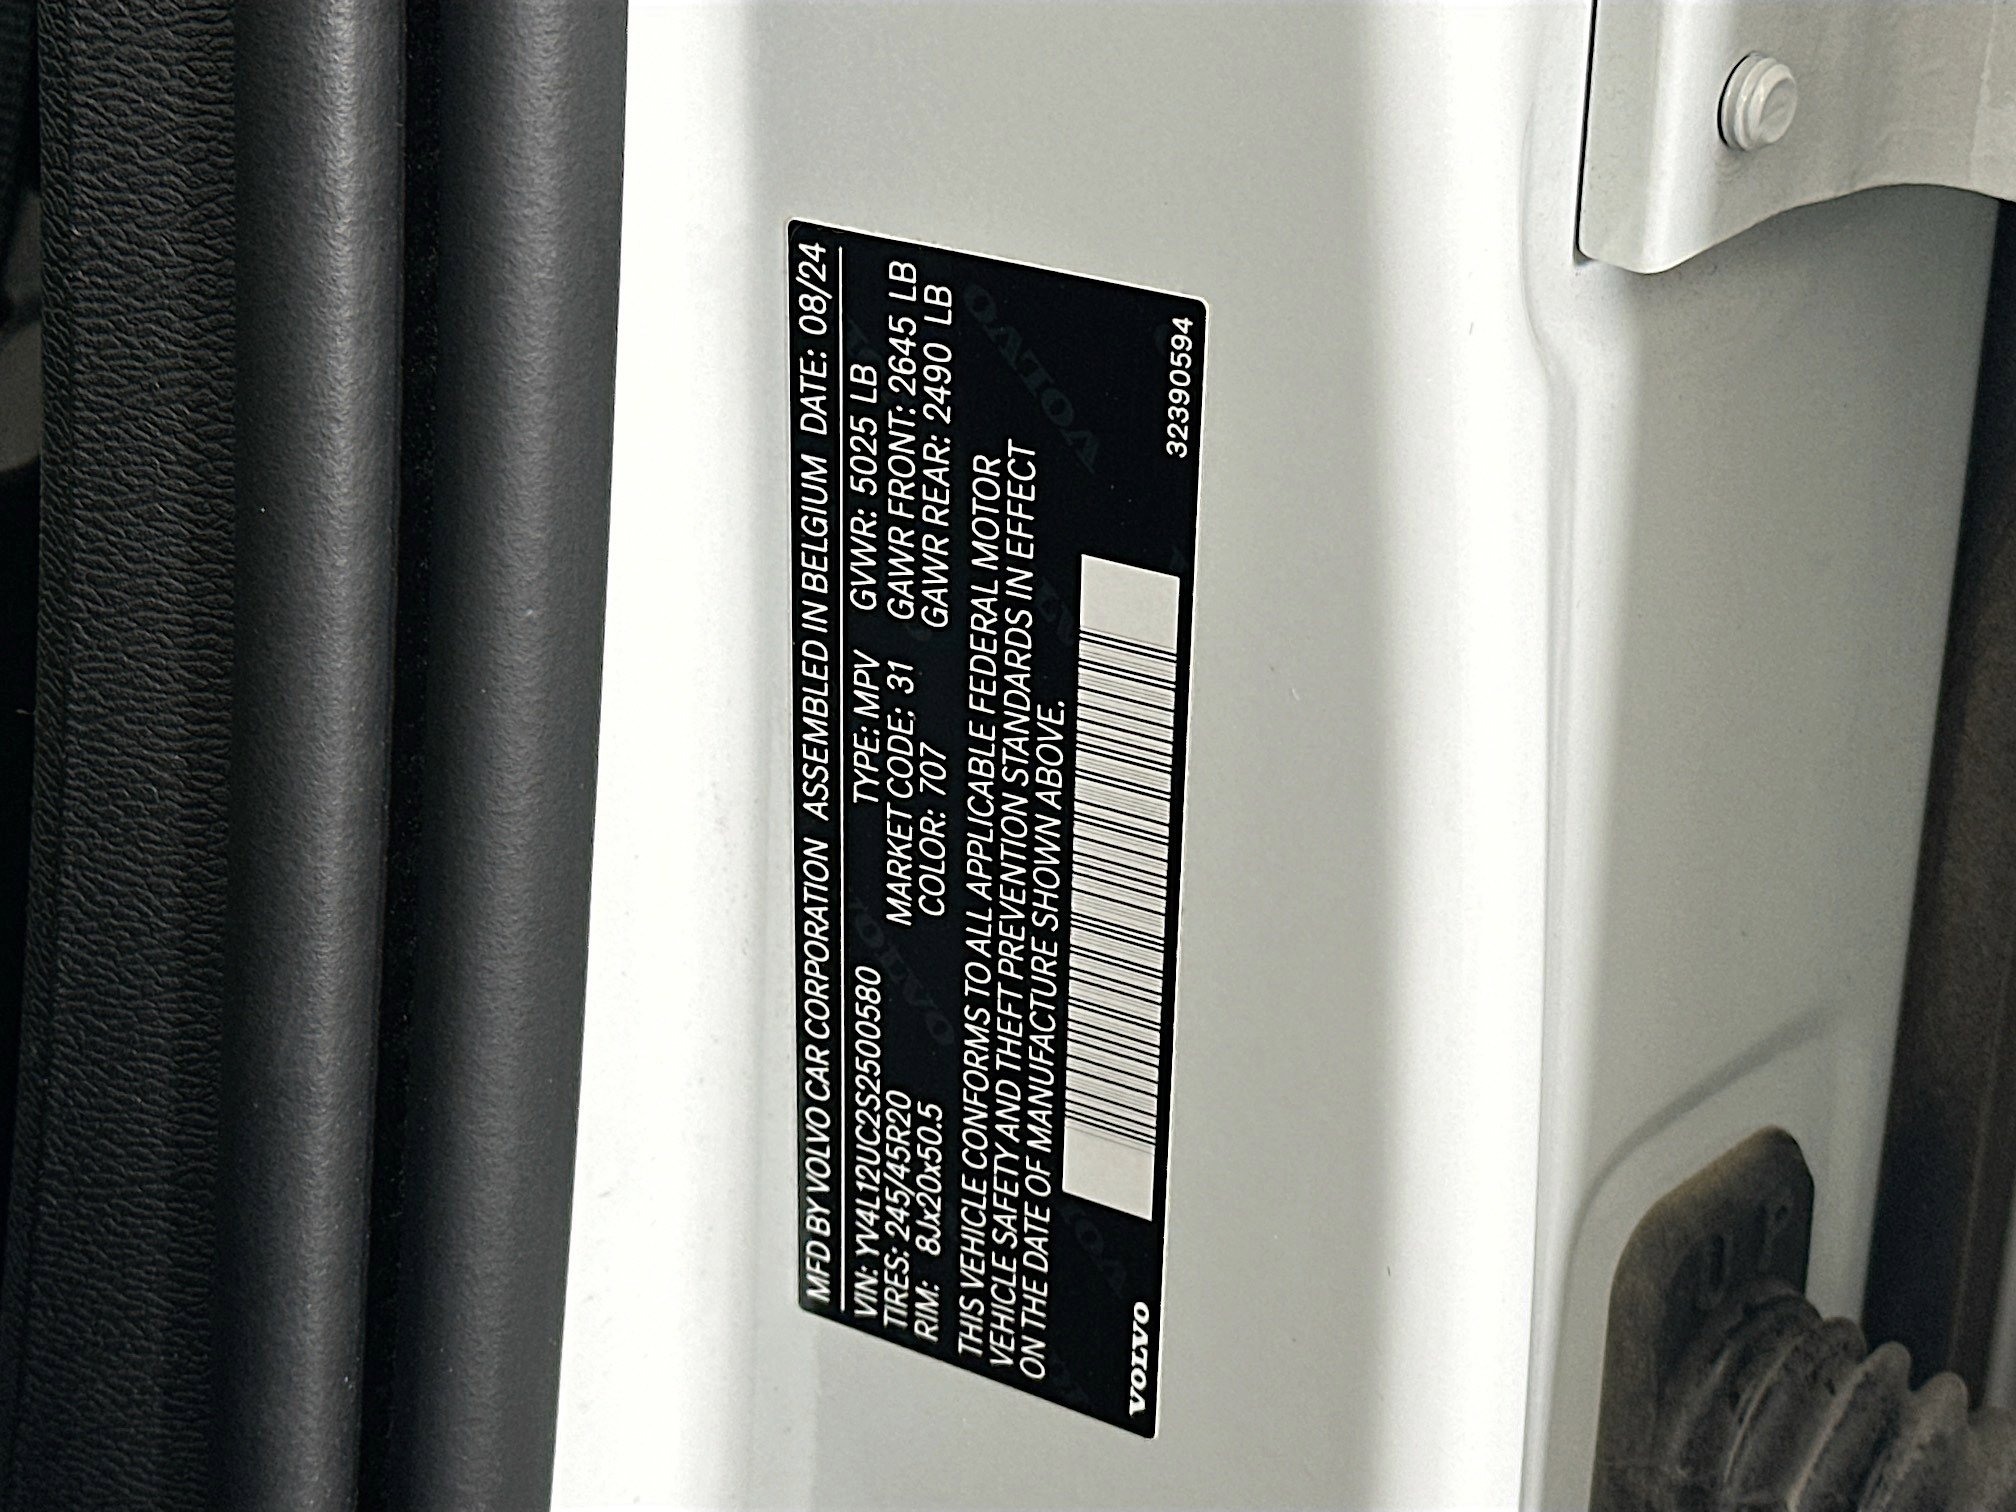 MFD BY VOLVO CAR CORPORATION ASSEMBLED IN BELGIUM DATE: 08/24
VIN: YV4L12UC2S2500580 TYPE: MPV GVWR: 5025 LB
TIRES: 245/45R20 MARKET CODE: 31 GAWR FRONT: 2645 LB
RIM: 8Jx20x50.5 COLOR: 707 GAWR REAR: 2490 LB
THIS VEHICLE CONFORMS TO ALL APPLICABLE FEDERAL MOTOR
VEHICLE SAFETY AND THEFT PREVENTION STANDARDS IN EFFECT
ON THE DATE OF MANUFACTURE SHOWN ABOVE.
VOLVO 32390594